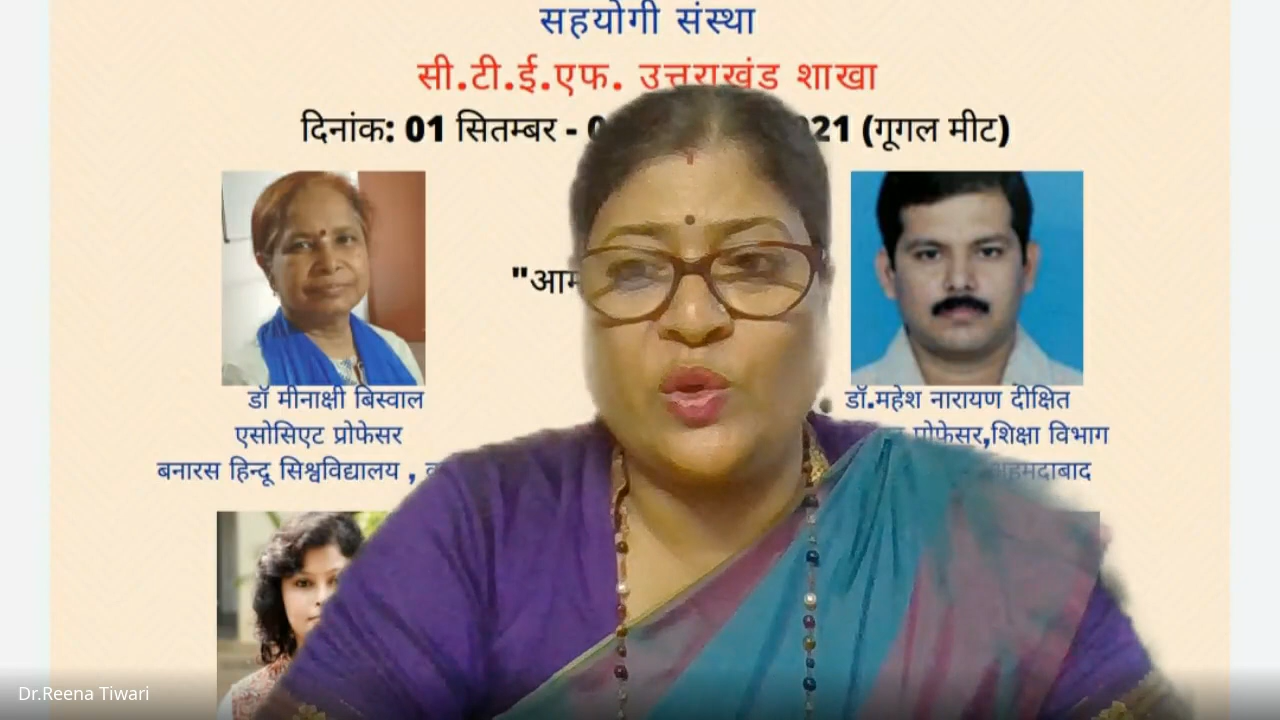 सहयोगी संस्था
सी.टी.ई.एफ. उत्तराखंड शाखा
दिनांक: 01 सितम्बर - 21 (गूगल मीट)
"आम
डॉ मीनाक्षी बिस्वाल
डॉ.महेश नारायण दीक्षित
एसोसिएट प्रोफेसर
प्रोफेसर,शिक्षा विभाग
बनारस हिन्दू सिश्वविद्यालय ,
अहमदाबाद
Dr.Reena Tiwari